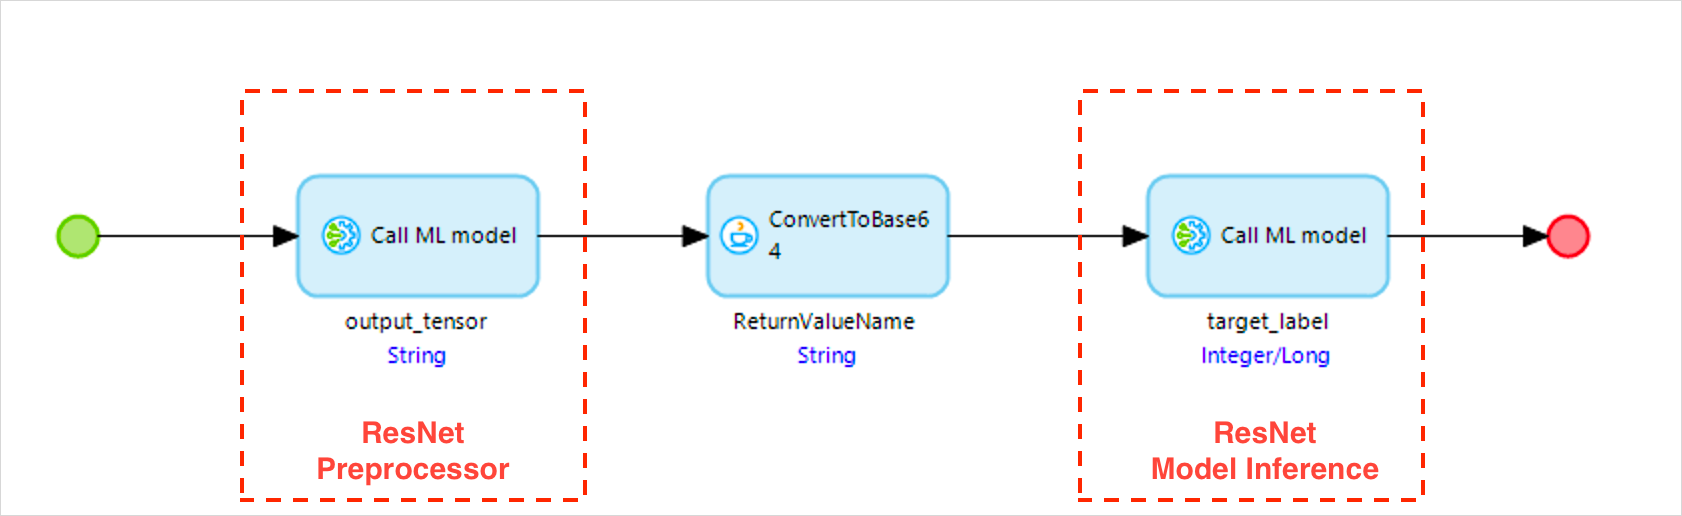 Call ML model
output_tensor
String
ResNet
Preprocessor
ConvertToBase6
4
ReturnValueName
String
Call ML model
target_label
Integer/Long
ResNet
Model Inference